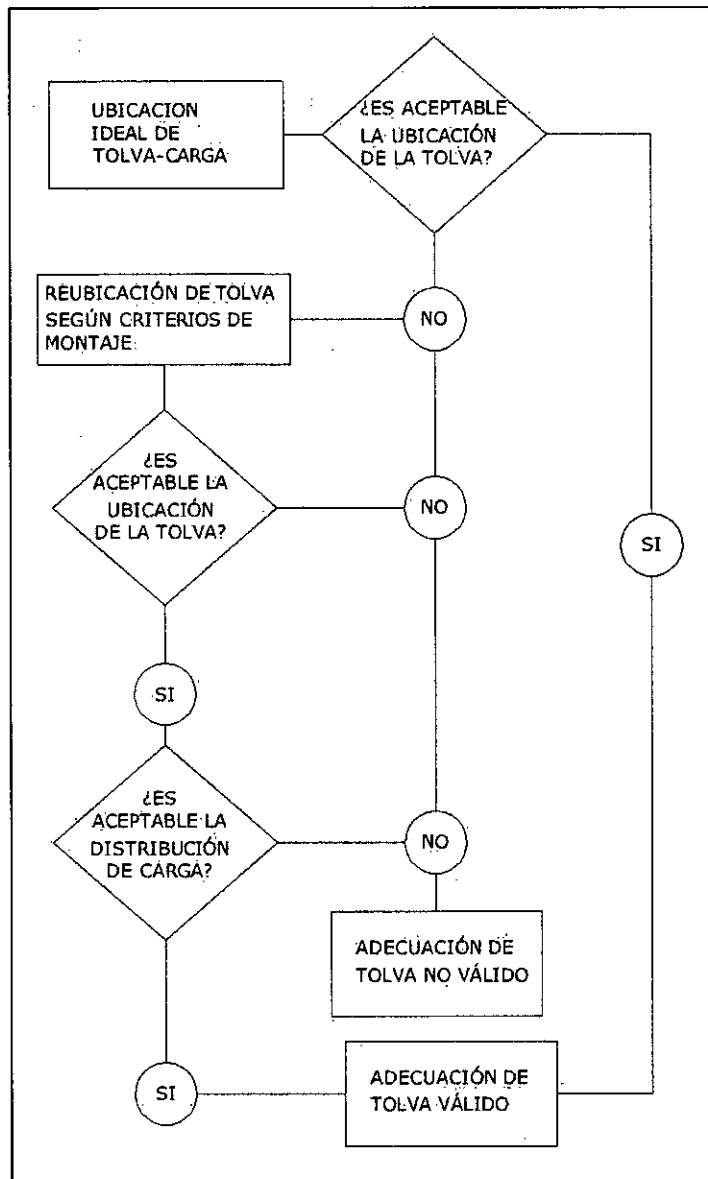 UBICACION
IDEAL DE
TOLVA-CARGA
¿ES ACEPTABLE
LA UBICACIÓN
DE LA TOLVA?
REUBICACIÓN DE TOLVA
SEGÚN CRITERIOS DE
MONTAJE:
NO
¿ES
ACEPTABLE LA
UBICACIÓN
DE LA TOLVA?
NO
SI
SI
¿ES
ACEPTABLE LA
DISTRIBUCIÓN
DE CARGA?
NO
ADECUACIÓN DE
TOLVA NO VÁLIDO
SI
ADECUACIÓN DE
TOLVA VÁLIDO